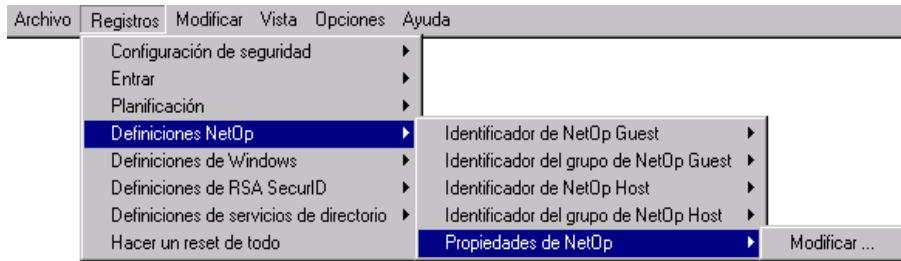 Archivo Registros Modificar Vista Opciones Ayuda
Configuración de seguridad
Entrar
Planificación
Definiciones NetOp
Definiciones de Windows
Definiciones de RSA SecurID
Definiciones de servicios de directorio
Hacer un reset de todo
Identificador de NetOp Guest
Identificador del grupo de NetOp Guest
Identificador de NetOp Host
Identificador del grupo de NetOp Host
Propiedades de NetOp
Modificar ...